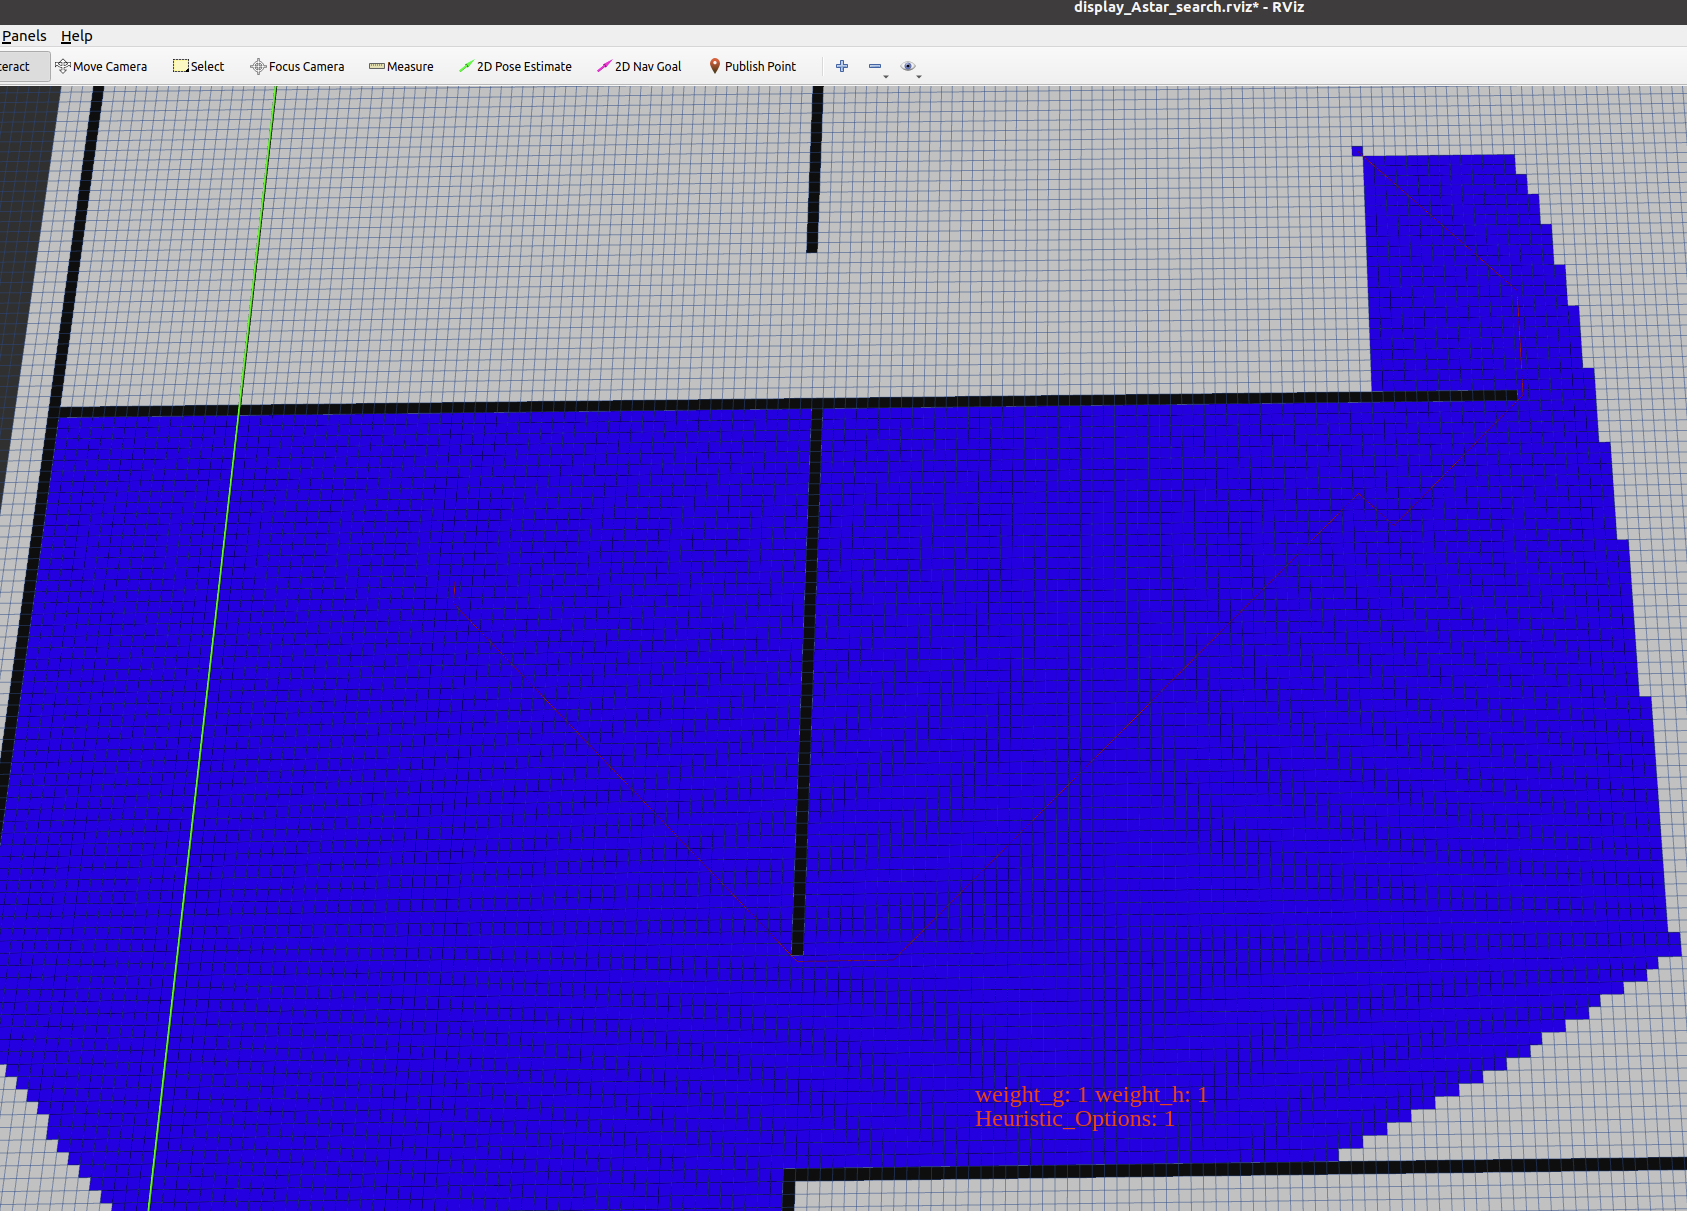 display_Astar_search.rviz* - RViz
Panels Help
teract Move Camera Select Focus Camera Measure 2D Pose Estimate 2D Nav Goal Publish Point
weight_g: 1 weight_h: 1
Heuristic_Options: 1